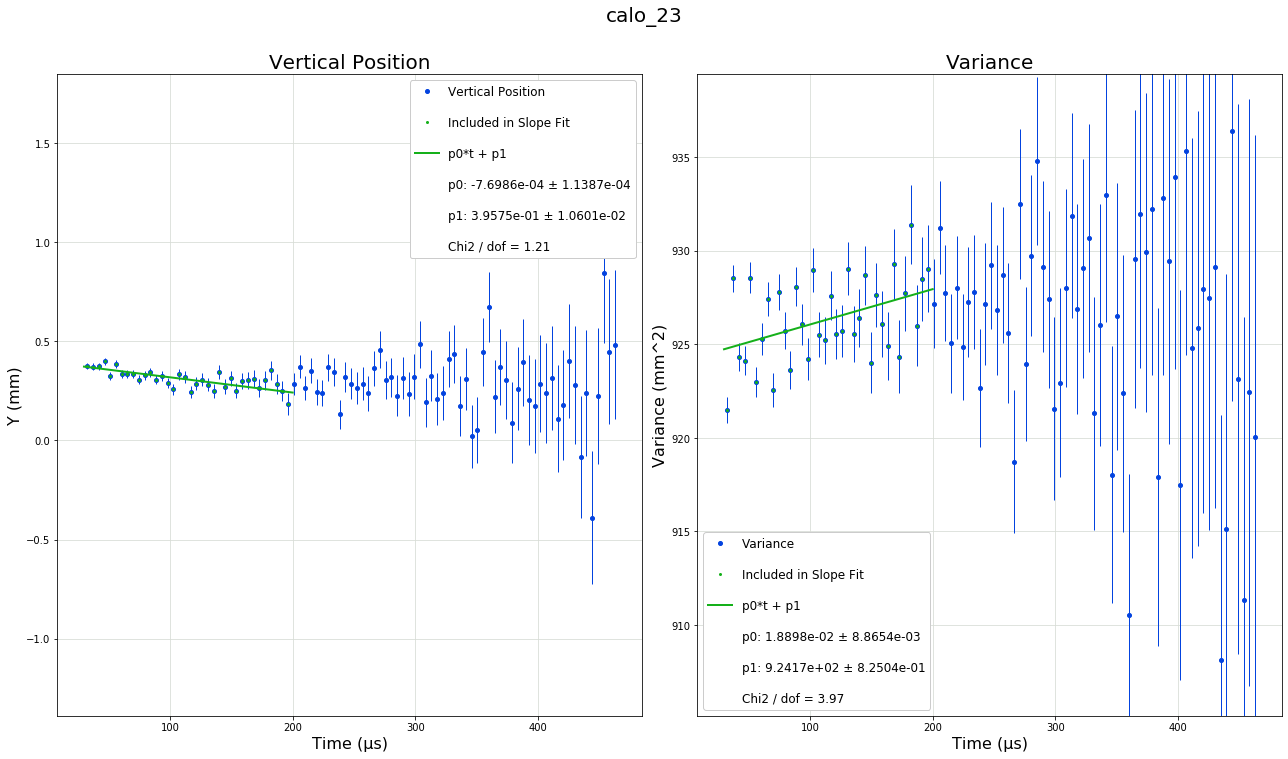 calo_23
Vertical Position
Vertical Position
Included in Slope Fit
p0*t + p1
p0: -7.6986e-04 ± 1.1387e-04
p1: 3.9575e-01 ± 1.0601e-02
Chi2 / dof = 1.21
1.5
1.0
0.5
0.0
−0.5
−1.0
Y (mm)
100 200 300 400
Time (µs)
Variance
935
930
925
920
915
910
Variance (mm^2)
Variance
Included in Slope Fit
p0*t + p1
p0: 1.8898e-02 ± 8.8654e-03
p1: 9.2417e+02 ± 8.2504e-01
Chi2 / dof = 3.97
100 200 300 400
Time (µs)